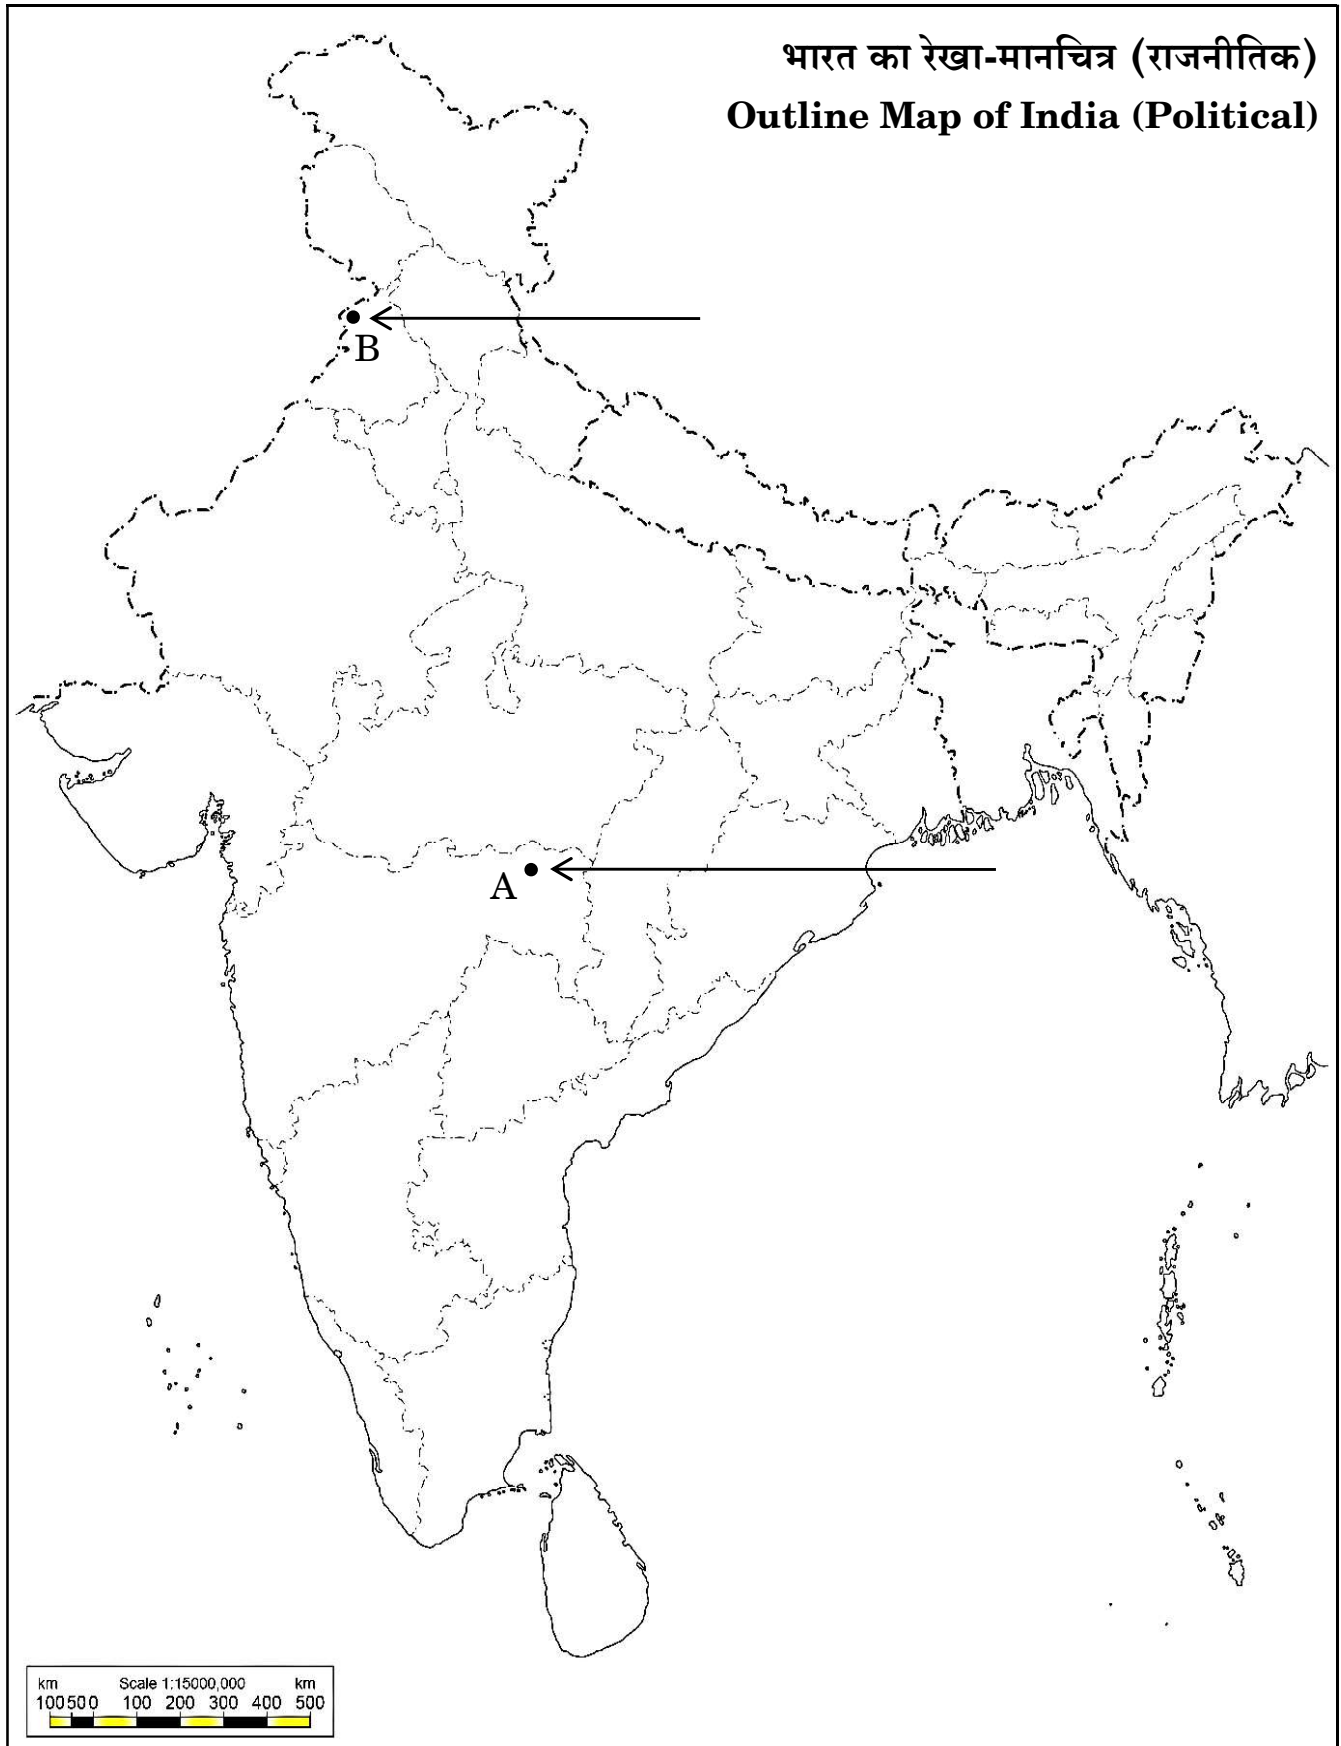 भारत का रेखा-मानचित्र (राजनीतिक)
Outline Map of India (Political)
B
A
km Scale 1:15000,000 km
100 50 0 100 200 300 400 500